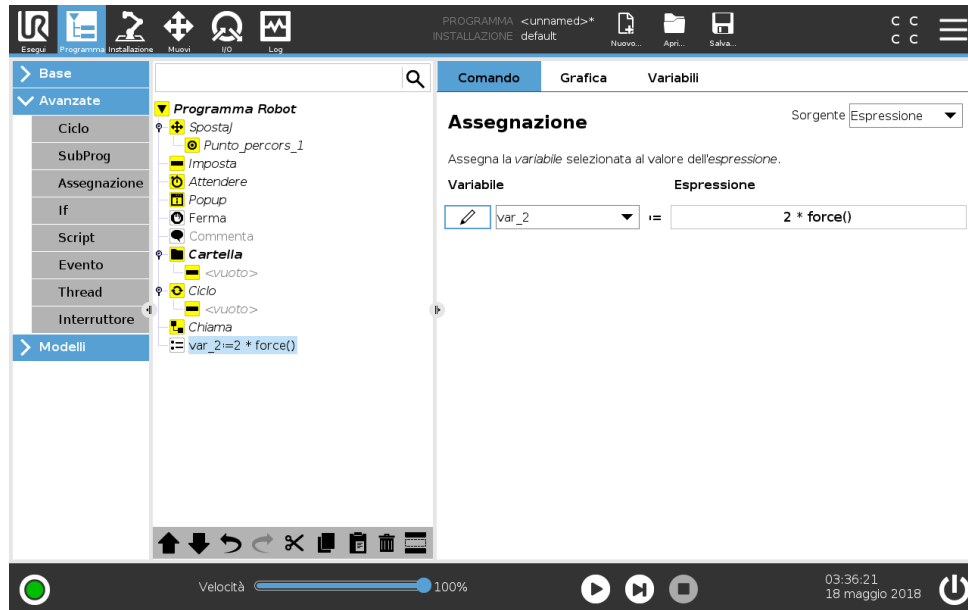 PROGRAMMA <unnamed>*
INSTALLAZIONE default
Esegui Programma Installazione Muovi I/O Log Nuovo... Apri... Salva...
C C
C C
Base
Avanzate
Ciclo
SubProg
Assegnazione
If
Script
Evento
Thread
Interruttore
Modelli
Programma Robot
SpostaJ
Punto_percors_1
Imposta
Attendere
Popup
Ferma
Commenta
Cartella
<vuoto>
Ciclo
<vuoto>
Chiama
var_2:=2 * force()
Comando Grafica Variabili
Assegnazione
Sorgente Espressione
Assegna la variabile selezionata al valore dell'espressione.
Variabile Espressione
var_2 := 2 * force()
Velocità 100%
03:36:21
18 maggio 2018